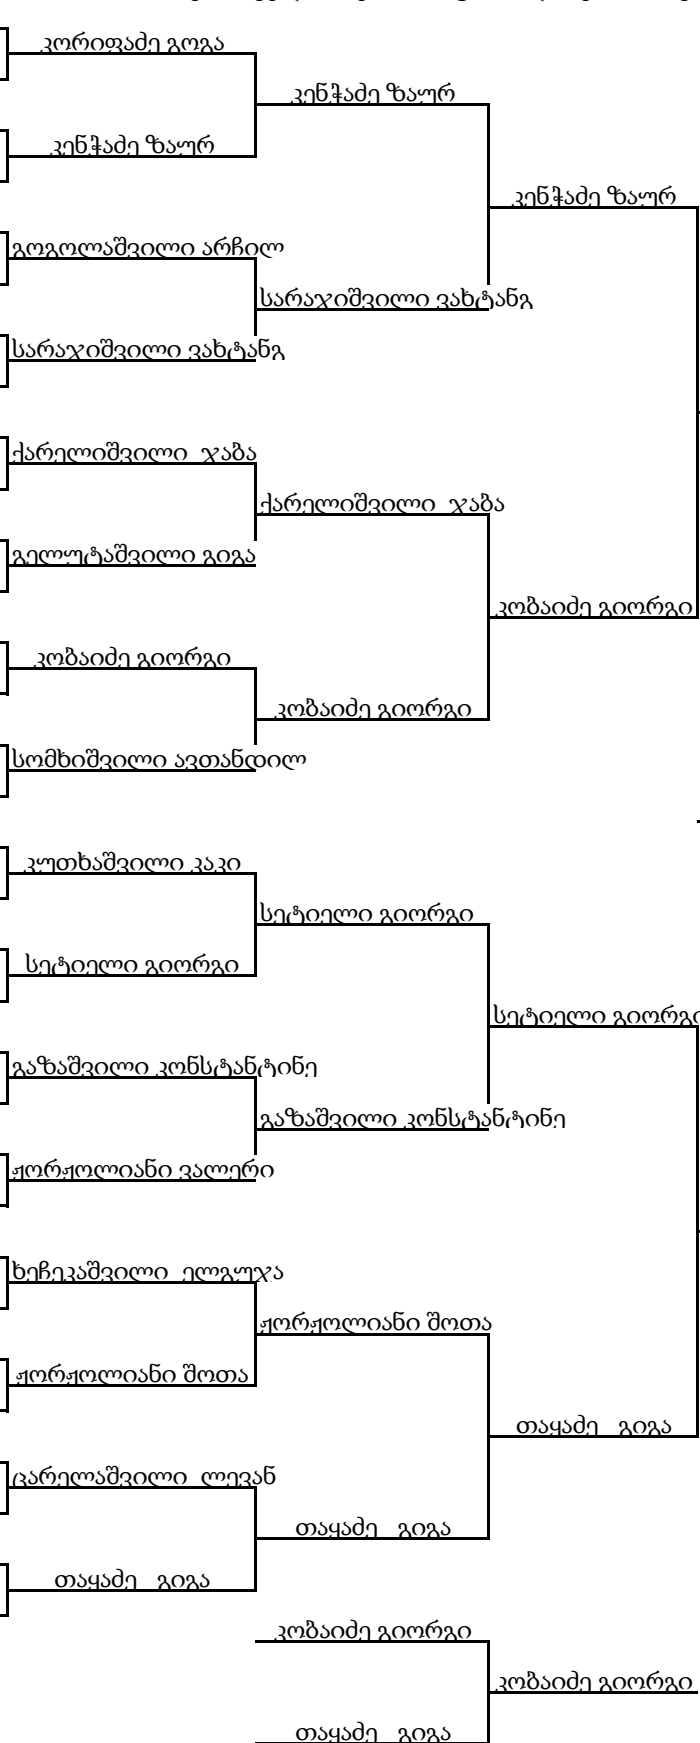 კორიფაძე გოგა
კენჭაძე ზაურ
კენჭაძე ზაურ
კენჭაძე ზაურ
გოგოლაშვილი არჩილ
სარაჯიშვილი ვახტანგ
სარაჯიშვილი ვახტანგ
ქარელიშვილი ჯაბა
ქარელიშვილი ჯაბა
გელუტაშვილი გიგა
კობაიძე გიორგი
კობაიძე გიორგი
კობაიძე გიორგი
სომხიშვილი ავთანდილ
კუთხაშვილი კაკი
სეტიელი გიორგი
სეტიელი გიორგი
სეტიელი გიორგი
გაზაშვილი კონსტანტინე
გაზაშვილი კონსტანტინე
ჟორჟოლიანი ვალერი
ხეჩეკაშვილი ელგუჯა
ჟორჟოლიანი შოთა
ჟორჟოლიანი შოთა
თაყაძე გიგა
ცარელაშვილი ლევან
თაყაძე გიგა
თაყაძე გიგა
კობაიძე გიორგი
კობაიძე გიორგი
თაყაძე გიგა